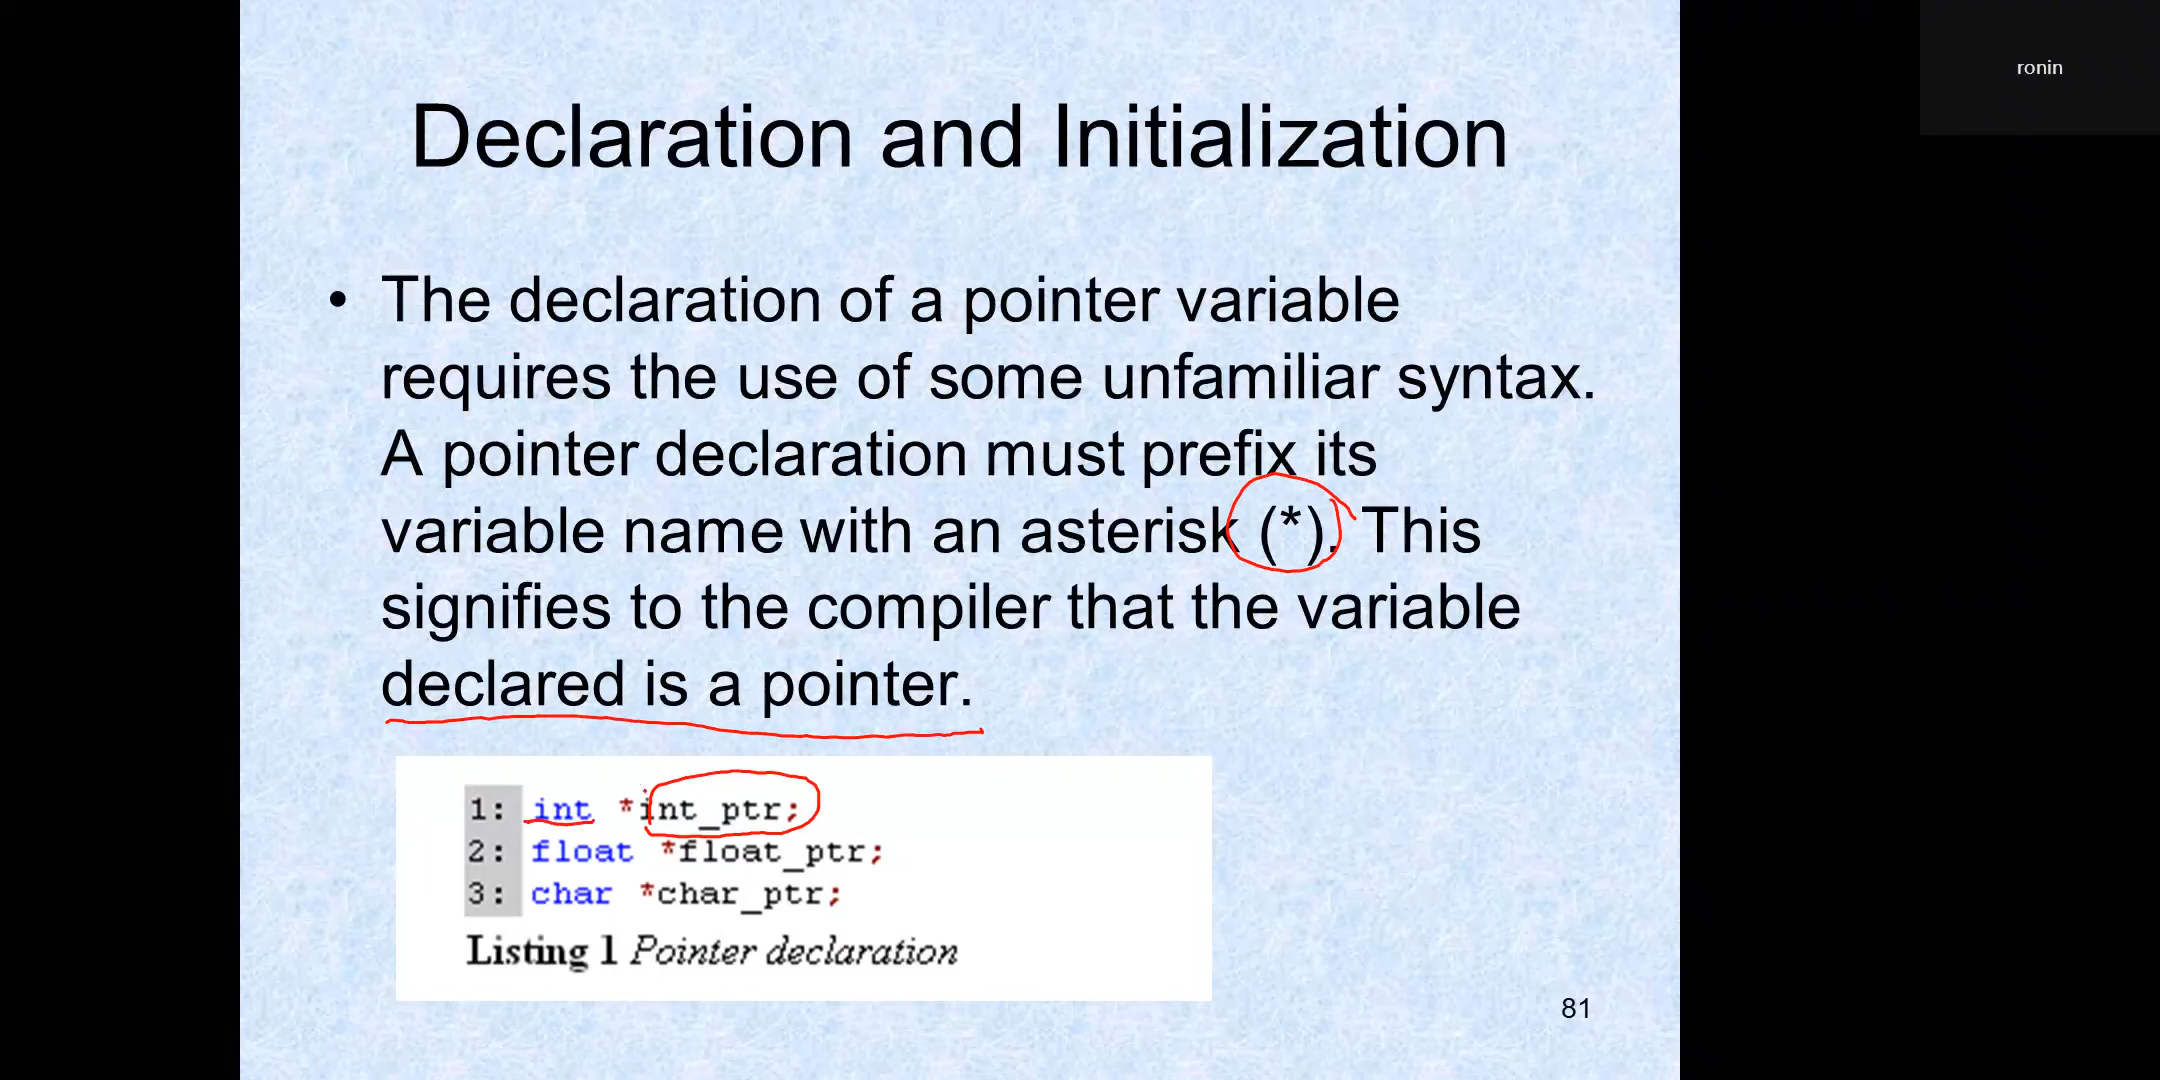 ronin
Declaration and Initialization
• The declaration of a pointer variable
requires the use of some unfamiliar syntax.
A pointer declaration must prefix its
variable name with an asterisk (*). This
signifies to the compiler that the variable
declared is a pointer.
1: int *int_ptr;
2: float *float_ptr;
3: char *char_ptr;
Listing 1 Pointer declaration
81